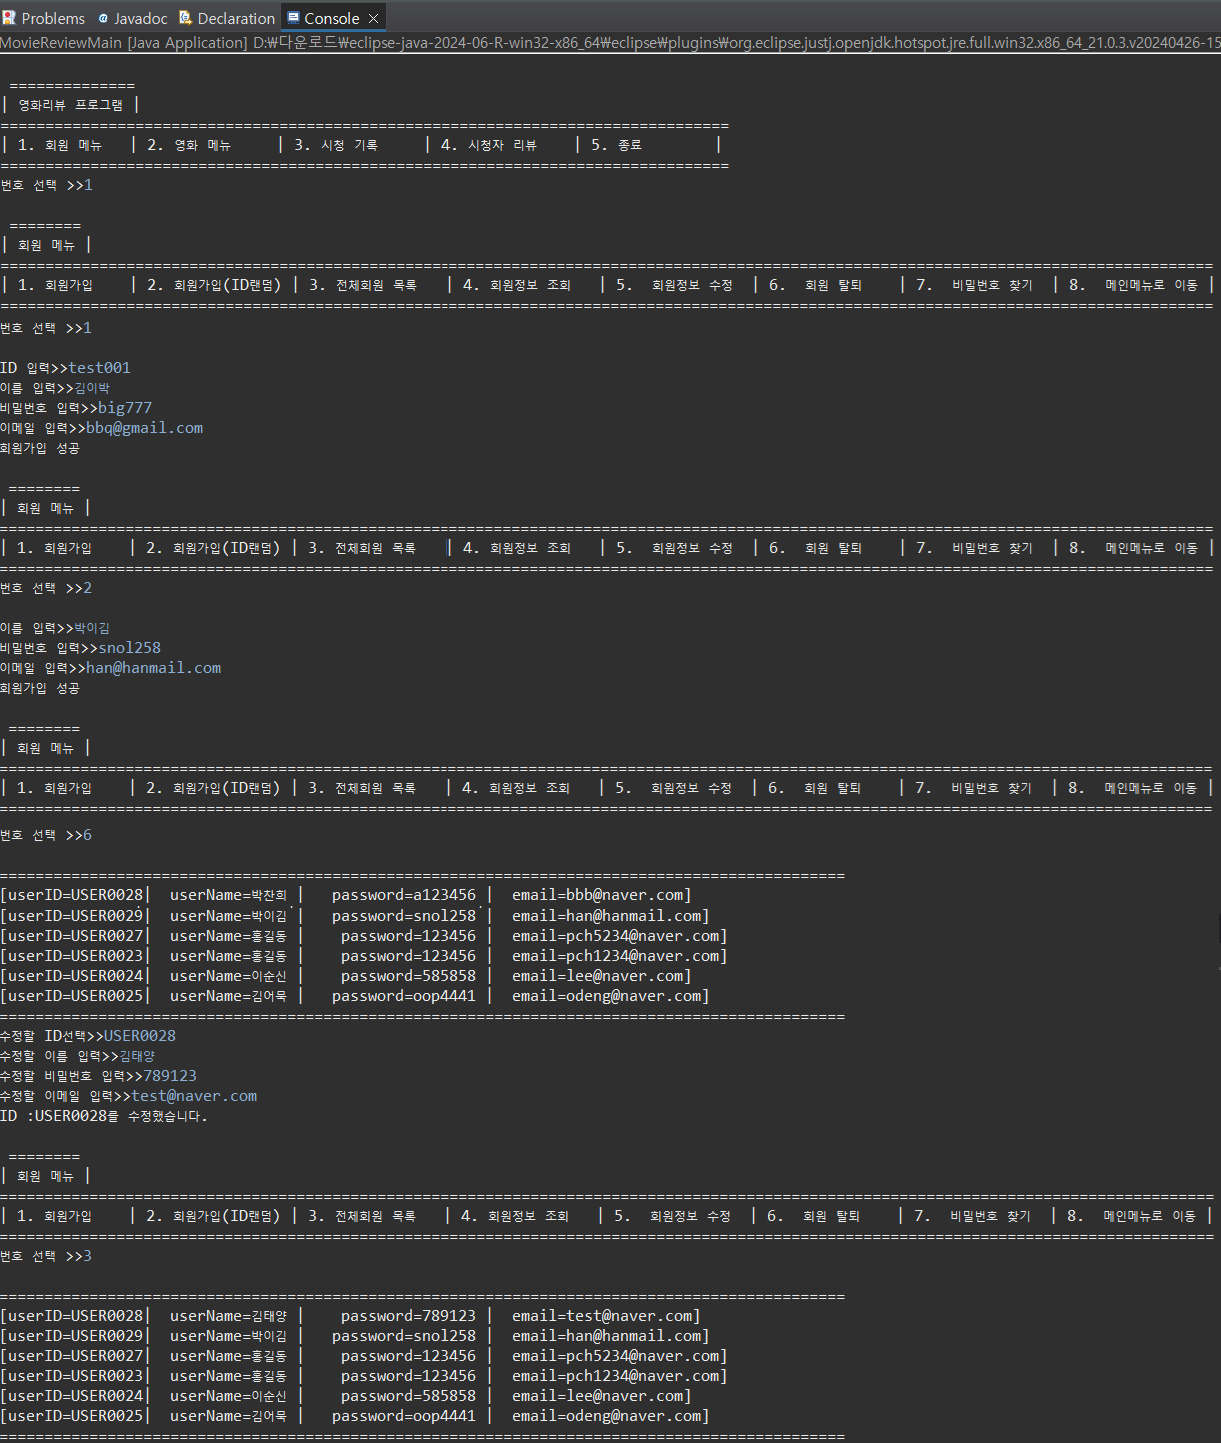 Problems Javadoc Declaration Console
MovieReviewMain [Java Application] D:₩다운로드₩eclipse-java-2024-06-R-win32-x86_64₩eclipse₩plugins₩org.eclipse.justj.openjdk.hotspot.jre.full.win32.x86_64_21.0.3.v20240426-15
==============
| 영화리뷰 프로그램 |
=================================================================================
| 1. 회원 메뉴 | 2. 영화 메뉴 | 3. 시청 기록 | 4. 시청자 리뷰 | 5. 종료 |
=================================================================================
번호 선택 >>1
========
| 회원 메뉴 |
=======================================================================================================================================
| 1. 회원가입 | 2. 회원가입(ID랜덤) | 3. 전체회원 목록 | 4. 회원정보 조회 | 5. 회원정보 수정 | 6. 회원 탈퇴 | 7. 비밀번호 찾기 | 8. 메인메뉴로 이동 |
=======================================================================================================================================
번호 선택 >>1
ID 입력>>test001
이름 입력>>김이박
비밀번호 입력>>big777
이메일 입력>>bbq@gmail.com
회원가입 성공
========
| 회원 메뉴 |
=======================================================================================================================================
| 1. 회원가입 | 2. 회원가입(ID랜덤) | 3. 전체회원 목록 | 4. 회원정보 조회 | 5. 회원정보 수정 | 6. 회원 탈퇴 | 7. 비밀번호 찾기 | 8. 메인메뉴로 이동 |
=======================================================================================================================================
번호 선택 >>2
이름 입력>>박이김
비밀번호 입력>>snol258
이메일 입력>>han@hanmail.com
회원가입 성공
========
| 회원 메뉴 |
=======================================================================================================================================
| 1. 회원가입 | 2. 회원가입(ID랜덤) | 3. 전체회원 목록 | 4. 회원정보 조회 | 5. 회원정보 수정 | 6. 회원 탈퇴 | 7. 비밀번호 찾기 | 8. 메인메뉴로 이동 |
=======================================================================================================================================
번호 선택 >>6
==============================================================================================
[userID=USER0028| userName=박찬희 | password=a123456 | email=bbb@naver.com]
[userID=USER0029| userName=박이김 | password=snol258 | email=han@hanmail.com]
[userID=USER0027| userName=홍길동 | password=123456 | email=pch5234@naver.com]
[userID=USER0023| userName=홍길동 | password=123456 | email=pch1234@naver.com]
[userID=USER0024| userName=이순신 | password=585858 | email=lee@naver.com]
[userID=USER0025| userName=김어묵 | password=oop4441 | email=odeng@naver.com]
==============================================================================================
수정할 ID선택>>USER0028
수정할 이름 입력>>김태양
수정할 비밀번호 입력>>789123
수정할 이메일 입력>>test@naver.com
ID :USER0028를 수정했습니다.
========
| 회원 메뉴 |
=======================================================================================================================================
| 1. 회원가입 | 2. 회원가입(ID랜덤) | 3. 전체회원 목록 | 4. 회원정보 조회 | 5. 회원정보 수정 | 6. 회원 탈퇴 | 7. 비밀번호 찾기 | 8. 메인메뉴로 이동 |
=======================================================================================================================================
번호 선택 >>3
==============================================================================================
[userID=USER0028| userName=김태양 | password=789123 | email=test@naver.com]
[userID=USER0029| userName=박이김 | password=snol258 | email=han@hanmail.com]
[userID=USER0027| userName=홍길동 | password=123456 | email=pch5234@naver.com]
[userID=USER0023| userName=홍길동 | password=123456 | email=pch1234@naver.com]
[userID=USER0024| userName=이순신 | password=585858 | email=lee@naver.com]
[userID=USER0025| userName=김어묵 | password=oop4441 | email=odeng@naver.com]
==============================================================================================